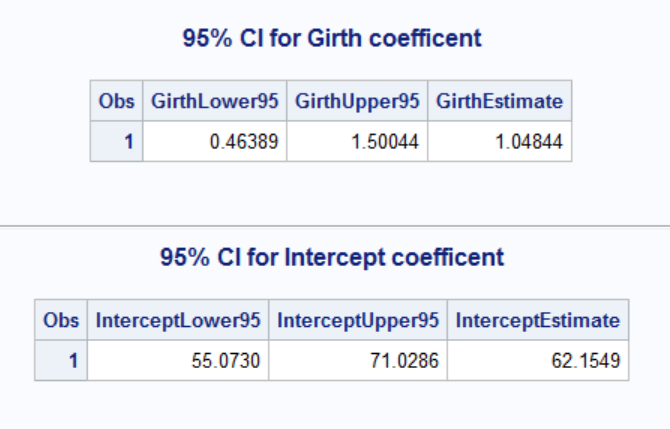 95% CI for Girth coefficent
Obs GirthLower95 GirthUpper95 GirthEstimate
1 0.46389 1.50044 1.04844
95% CI for Intercept coefficent
Obs InterceptLower95 InterceptUpper95 InterceptEstimate
1 55.0730 71.0286 62.1549